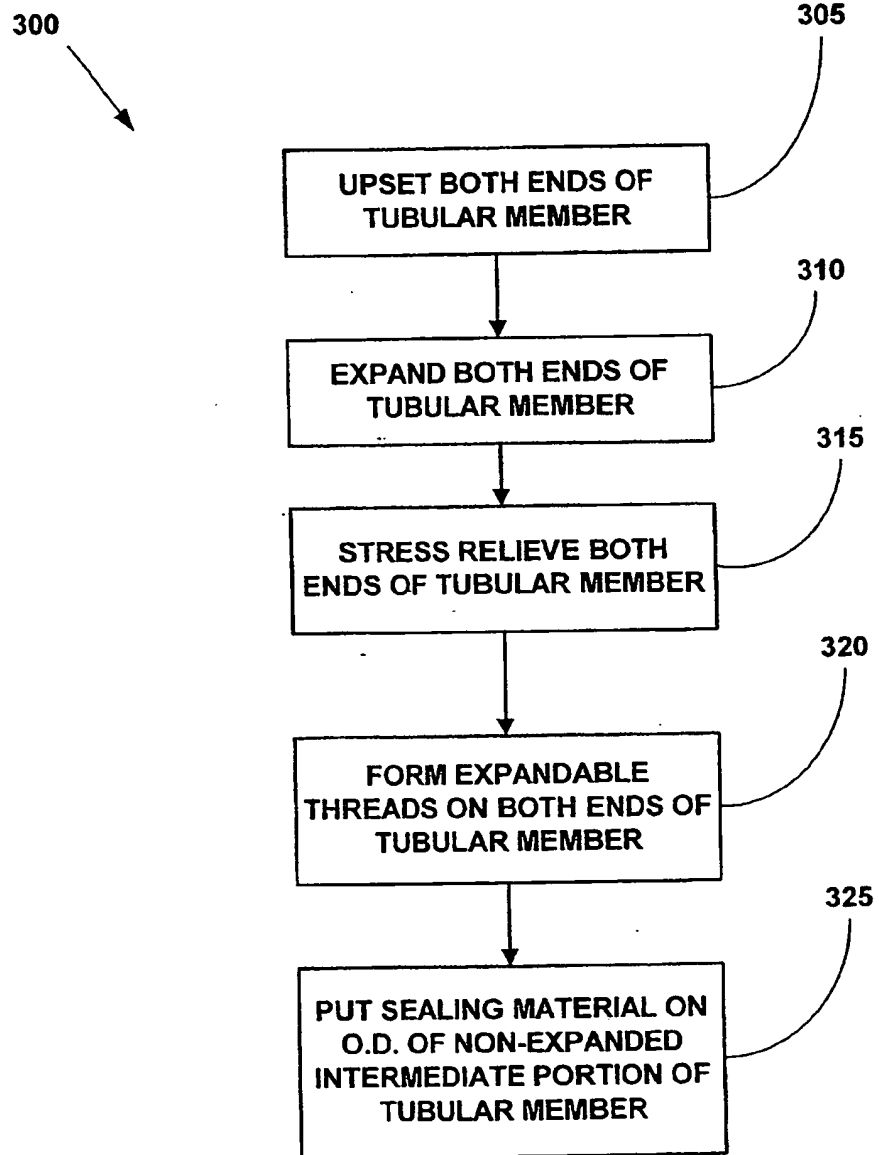 300
305
UPSET BOTH ENDS OF
TUBULAR MEMBER
310
EXPAND BOTH ENDS OF
TUBULAR MEMBER
315
STRESS RELIEVE BOTH
ENDS OF TUBULAR MEMBER
320
FORM EXPANDABLE
THREADS ON BOTH ENDS OF
TUBULAR MEMBER
325
PUT SEALING MATERIAL ON
O.D. OF NON-EXPANDED
INTERMEDIATE PORTION OF
TUBULAR MEMBER